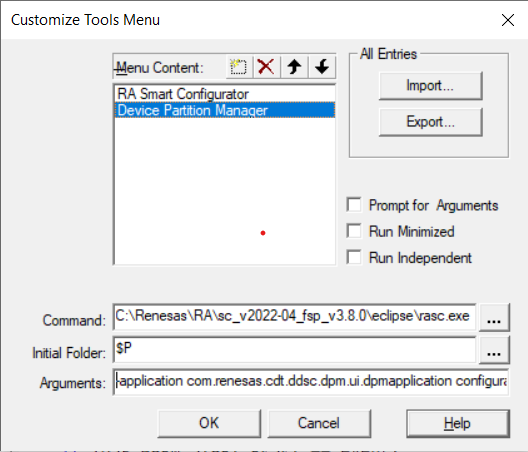 Customize Tools Menu
Menu Content:
RA Smart Configurator
Device Partition Manager
All Entries
Import...
Export...
Prompt for Arguments
Run Minimized
Run Independent
Command: C:\Renesas\RA\sc_v2022-04_fsp_v3.8.0\eclipse\rasc.exe ...
Initial Folder: $P ...
Arguments: -application com.renesas.cdt.ddsc.dpm.ui.dpmapplication configura
OK Cancel Help